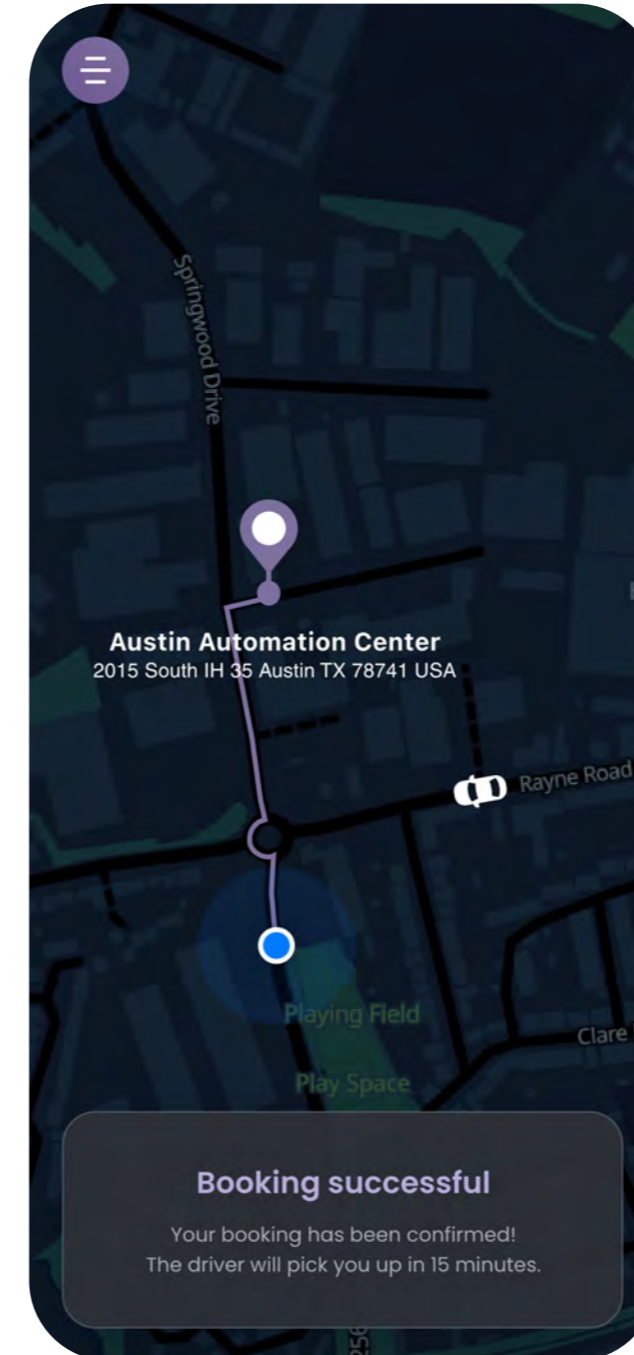 Springwood Drive
Austin Automation Center
2015 South IH 35 Austin TX 78741 USA
Rayne Road
Playing Field
Clare
Play Space
Booking successful
Your booking has been confirmed!
The driver will pick you up in 15 minutes.